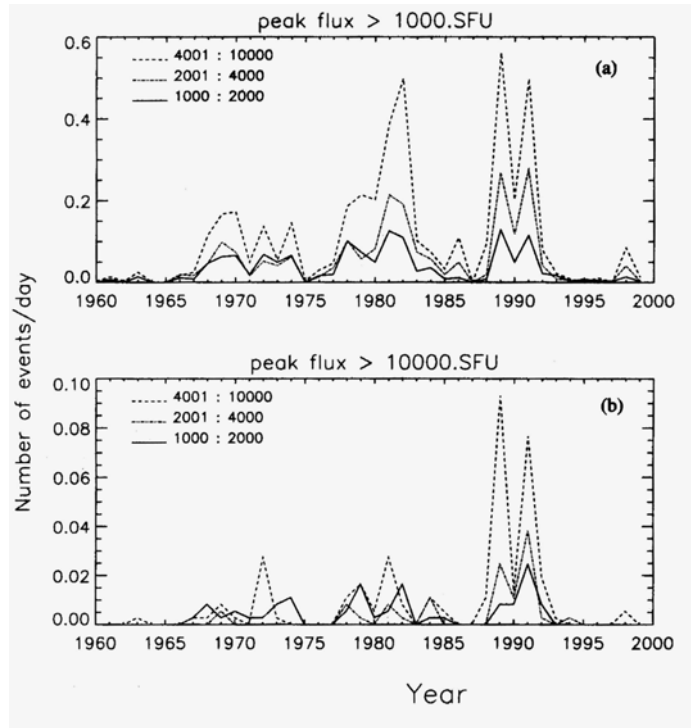 peak flux > 1000.SFU
0.6
0.4
0.2
0.0
4001 : 10000
2001 : 4000
1000 : 2000
(a)
1960 1965 1970 1975 1980 1985 1990 1995 2000
Number of events/day
peak flux > 10000.SFU
0.10
0.08
0.06
0.04
0.02
0.00
4001 : 10000
2001 : 4000
1000 : 2000
(b)
1960 1965 1970 1975 1980 1985 1990 1995 2000
Year